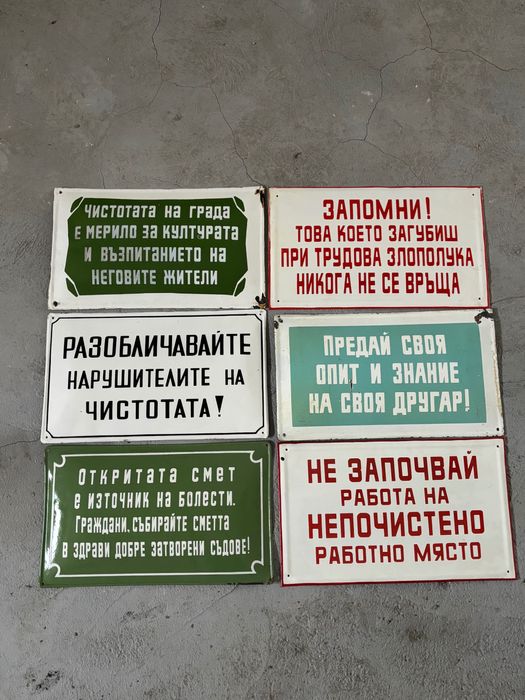 ЧИСТОТАТА НА ГРАДА
Е МЕРИЛО ЗА КУЛТУРАТА
И ВЪЗПИТАНИЕТО НА
НЕГОВИТЕ ЖИТЕЛИ
ЗАПОМНИ!
ТОВА КОЕТО ЗАГУБИШ
ПРИ ТРУДОВА ЗЛОПОЛУКА
НИКОГА НЕ СЕ ВРЪЩА
РАЗОБЛИЧАВАЙТЕ
НАРУШИТЕЛИТЕ НА
ЧИСТОТАТА!
ПРЕДАЙ СВОЯ
ОПИТ И ЗНАНИЕ
НА СВОЯ ДРУГАР!
ОТКРИТАТА СМЕТ
Е ИЗТОЧНИК НА БОЛЕСТИ.
ГРАЖДАНИ, СЪБИРАЙТЕ СМЕТТА
В ЗДРАВИ ДОБРЕ ЗАТВОРЕНИ СЪДОВЕ!
НЕ ЗАПОЧВАЙ
РАБОТА НА
НЕПОЧИСТЕНО
РАБОТНО МЯСТО